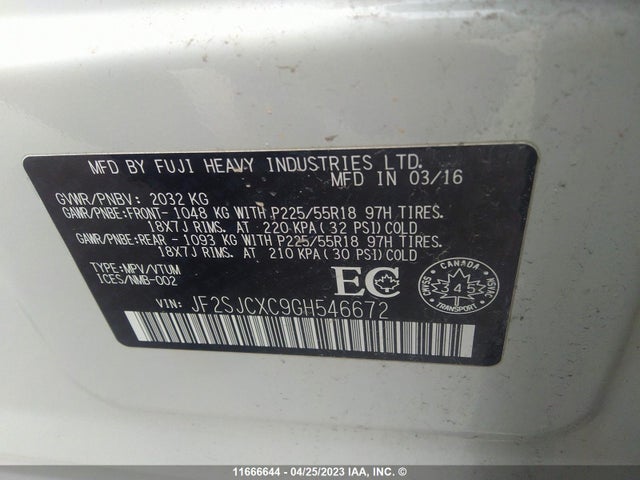 MFD BY FUJI HEAVY INDUSTRIES LTD.
MFD IN 03/16
GVWR/PNBV: 2032 KG
GAWR/PNBE:FRONT- 1048 KG WITH P225/55R18 97H TIRES.
18X7J RIMS. AT 220 KPA ( 32 PSI) COLD
GAWR/PNBE:REAR - 1093 KG WITH P225/55R18 97H TIRES.
18X7J RIMS. AT 210 KPA ( 30 PSI) COLD
TYPE:MPV/VTUM
ICES/NMB-002
EC
CANADA
CMVSS
NSVAC
45
TRANSPORT
VIN: JF2SJCXC9GH546672
11666644 - 04/25/2023 IAA, Inc. ©